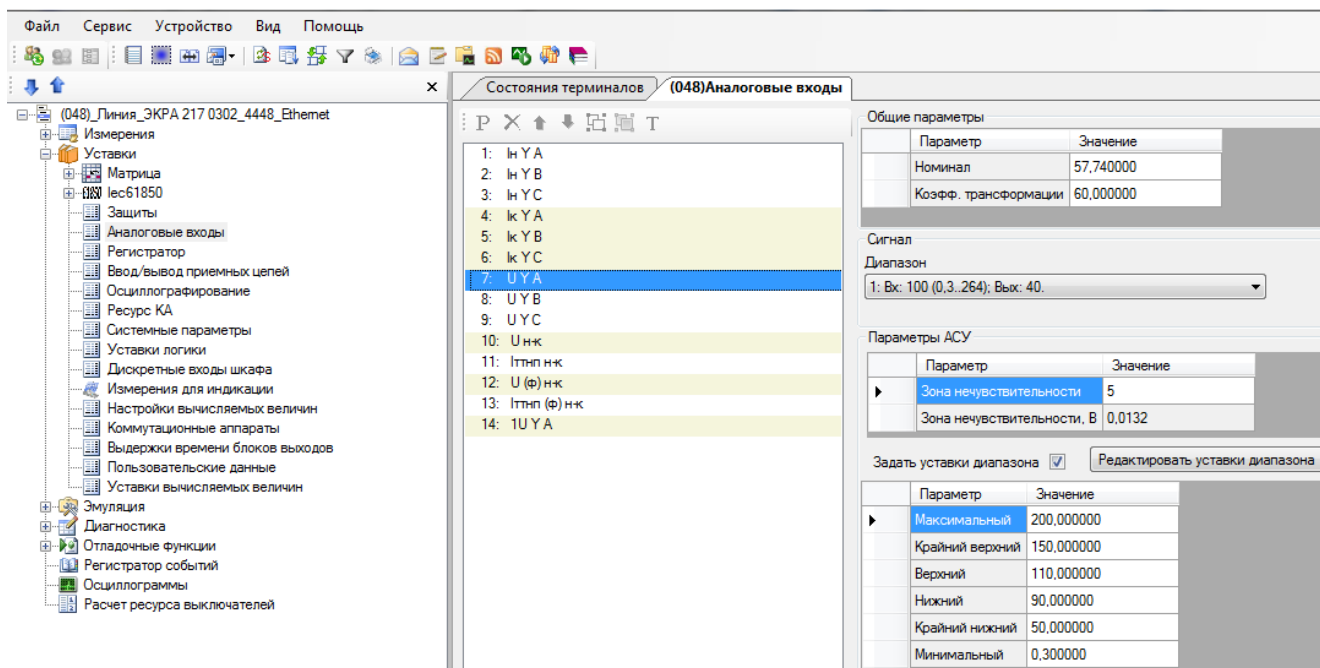 Файл Сервис Устройство Вид Помощь
(048)_Линия_ЭКРА 217 0302_4448_Ethernet
Измерения
Уставки
Матрица
Iec61850
Защиты
Аналоговые входы
Регистратор
Ввод/вывод приемных цепей
Осциллографирование
Ресурс КА
Системные параметры
Уставки логики
Дискретные входы шкафа
Измерения для индикации
Настройки вычисляемых величин
Коммутационные аппараты
Выдержки времени блоков выходов
Пользовательские данные
Уставки вычисляемых величин
Эмуляция
Диагностика
Отладочные функции
Регистратор событий
Осциллограммы
Расчет ресурса выключателей
Состояния терминалов (048)Аналоговые входы
P T
1: Iн Y A
2: Iн Y B
3: Iн Y C
4: Iк Y A
5: Iк Y B
6: Iк Y C
7: U Y A
8: U Y B
9: U Y C
10: U н-к
11: Iттнп н-к
12: U (ф) н-к
13: Iттнп (ф) н-к
14: 1U Y A
Общие параметры
Параметр Значение
Номинал 57,740000
Коэфф. трансформации 60,000000
Сигнал
Диапазон
1: Вх: 100 (0,3..264); Вых: 40.
Параметры АСУ
Параметр Значение
Зона нечувствительности 5
Зона нечувствительности, В 0,0132
Задать уставки диапазона Редактировать уставки диапазона
Параметр Значение
Максимальный 200,000000
Крайний верхний 150,000000
Верхний 110,000000
Нижний 90,000000
Крайний нижний 50,000000
Минимальный 0,300000